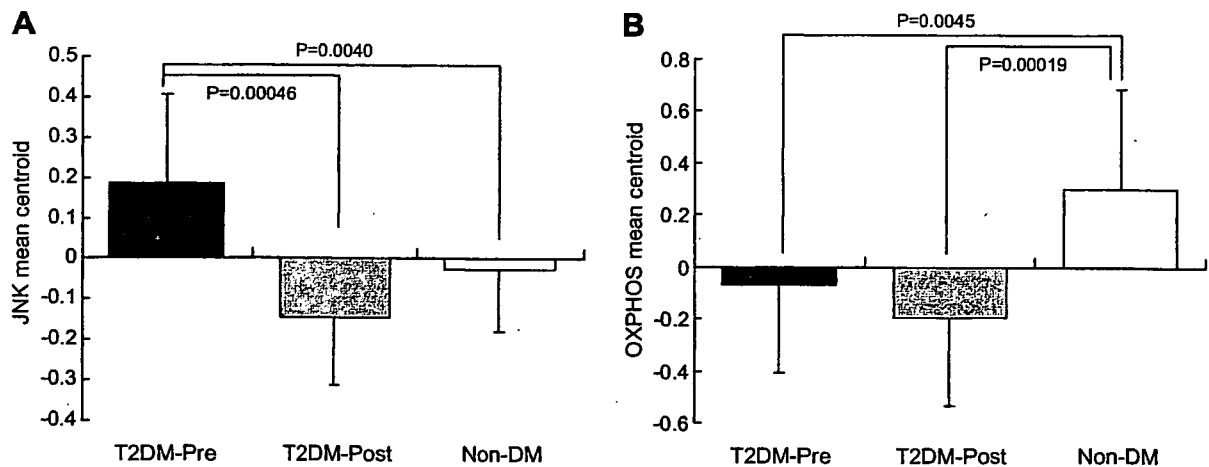 A
P=0.0040
P=0.00046
JNK mean centroid
0.5
0.4
0.3
0.2
0.1
0
-0.1
-0.2
-0.3
-0.4
T2DM-Pre T2DM-Post Non-DM
B
P=0.0045
P=0.00019
OXPHOS mean centroid
0.8
0.6
0.4
0.2
0
-0.2
-0.4
-0.6
T2DM-Pre T2DM-Post Non-DM